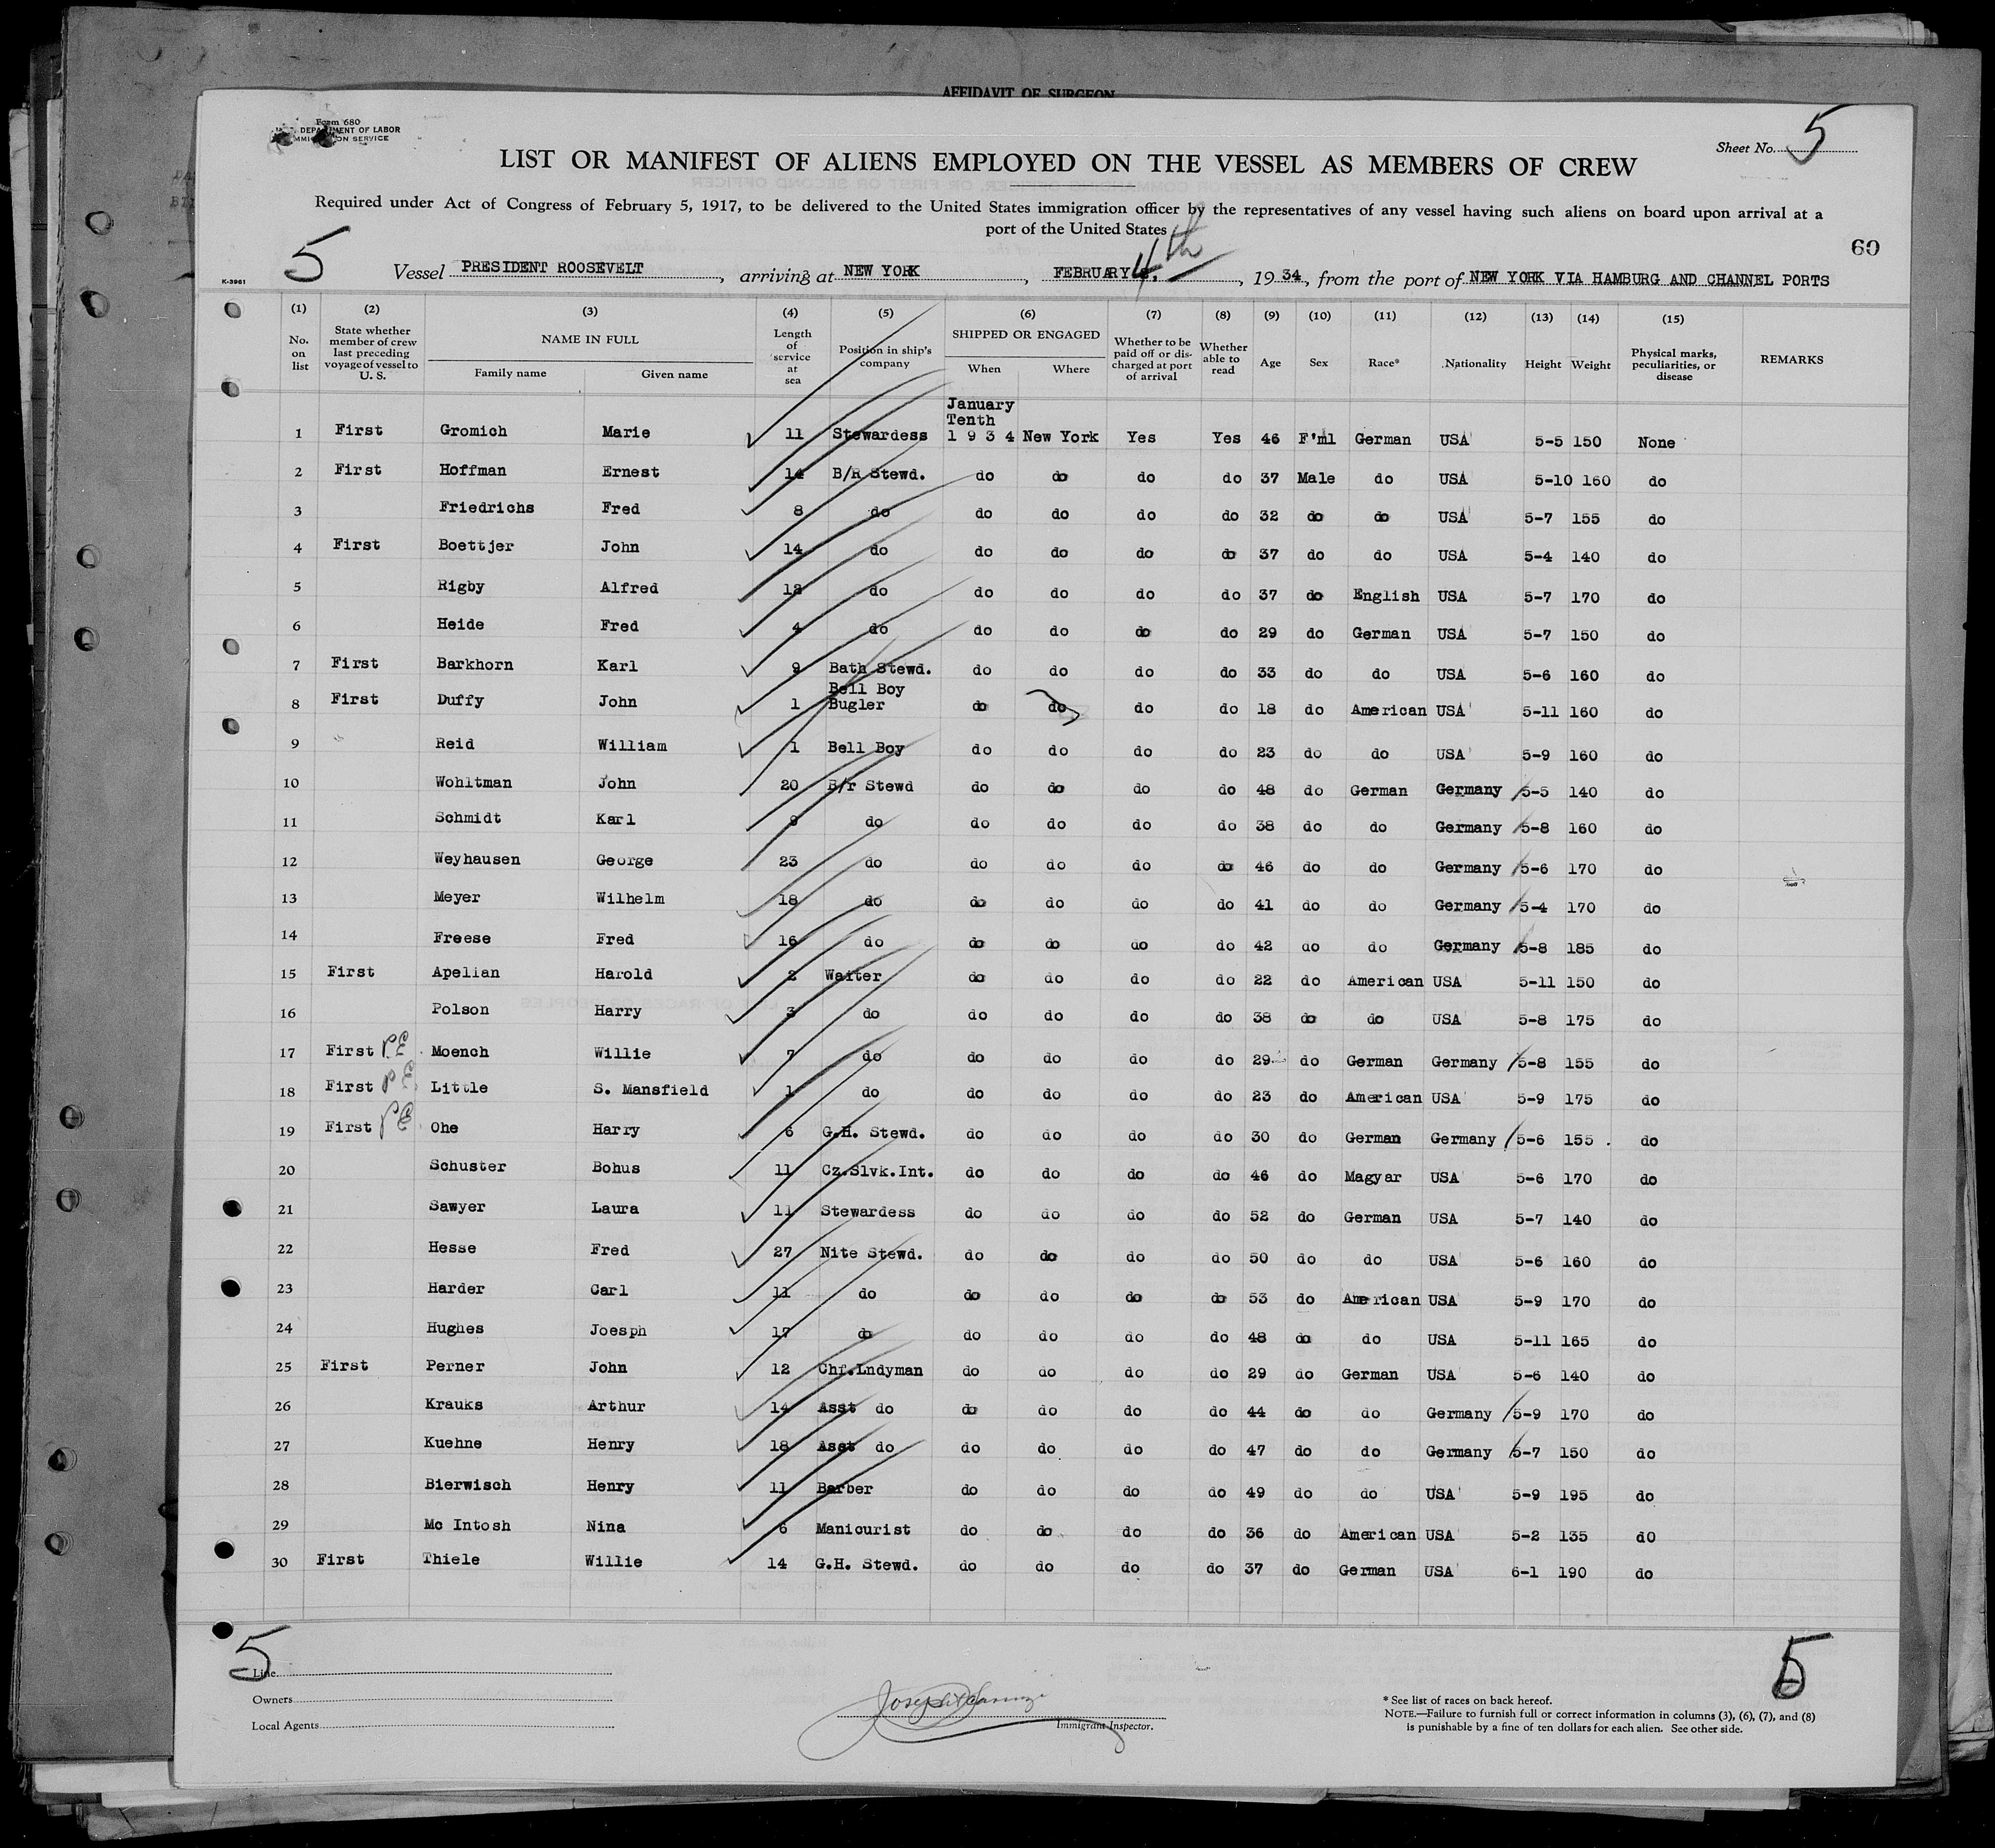 AFFIDAVIT OF SURGEON
Form 680
DEPARTMENT OF LABOR
IMMIGRATION SERVICE
Sheet No. 5
LIST OR MANIFEST OF ALIENS EMPLOYED ON THE VESSEL AS MEMBERS OF CREW
Required under Act of Congress of February 5, 1917, to be delivered to the United States immigration officer by the representatives of any vessel having such aliens on board upon arrival at a
port of the United States
60
5 Vessel PRESIDENT ROOSEVELT, arriving at NEW YORK, FEBRUARY 4th, 1934, from the port of NEW YORK VIA HAMBURG AND CHANNEL PORTS
K-3961
(1) (2) (3) (4) (5) (6) (7) (8) (9) (10) (11) (12) (13) (14) (15)
No. on list State whether member of crew last preceding voyage of vessel to U. S. NAME IN FULL Family name Given name Length of service at sea Position in ship's company SHIPPED OR ENGAGED When Where Whether to be paid off or discharged at port of arrival Whether able to read Age Sex Race* Nationality Height Weight Physical marks, peculiarities, or disease REMARKS
1 First Gromich Marie 11 Stewardess January Tenth 1934 New York Yes Yes 46 F'ml German USA 5-5 150 None
2 First Hoffman Ernest 14 B/R Stewd. do do do do 37 Male do USA 5-10 160 do
3 Friedrichs Fred 8 do do do do do 32 do do USA 5-7 155 do
4 First Boettjer John 14 do do do do do 37 do do USA 5-4 140 do
5 Rigby Alfred do do do do do 37 do English USA 5-7 170 do
6 Heide Fred 4 do do do do do 29 do German USA 5-7 150 do
7 First Barkhorn Karl 9 Bath Stewd. do do do do 33 do do USA 5-6 160 do
8 First Duffy John 1 Bell Boy Bugler do do do do 18 do American USA 5-11 160 do
9 Reid William 1 Bell Boy do do do do 23 do do USA 5-9 160 do
10 Wohltman John 20 B/r Stewd do do do do 48 do German Germany 5-5 140 do
11 Schmidt Karl 9 do do do do do 38 do do Germany 5-8 160 do
12 Weyhausen George 23 do do do do do 46 do do Germany 5-6 170 do
13 Meyer Wilhelm 18 do do do do do 41 do do Germany 5-4 170 do
14 Freese Fred 16 do do do do do 42 do do Germany 5-8 185 do
15 First Apelian Harold 2 Waiter do do do do 22 do American USA 5-11 150 do
16 Polson Harry 3 do do do do do 38 do do USA 5-8 175 do
17 First PE Moench Willie 7 do do do do do 29 do German Germany 5-8 155 do
18 First PE Little S. Mansfield 1 do do do do do 23 do American USA 5-9 175 do
19 First PE Ohe Harry 6 G.H. Stewd. do do do do 30 do German Germany 5-6 155 do
20 Schuster Bohus 11 Cz.Slvk.Int. do do do do 46 do Magyar USA 5-6 170 do
21 Sawyer Laura 11 Stewardess do do do do 52 do German USA 5-7 140 do
22 Hesse Fred 27 Nite Stewd. do do do do 50 do do USA 5-6 160 do
23 Harder Carl 11 do do do do do 53 do American USA 5-9 170 do
24 Hughes Joesph 17 do do do do do 48 do do USA 5-11 165 do
25 First Perner John 12 Chf.Lndyman do do do do 29 do German USA 5-6 140 do
26 Krauks Arthur 14 Asst do do do do do 44 do do Germany 5-9 170 do
27 Kuehne Henry 18 Asst do do do do do 47 do do Germany 5-7 150 do
28 Bierwisch Henry 11 Barber do do do do 49 do do USA 5-9 195 do
29 Mc Intosh Nina 6 Manicurist do do do do 36 do American USA 5-2 135 dO
30 First Thiele Willie 14 G.H. Stewd. do do do do 37 do German USA 6-1 190 do
5 5
Line
Owners
Local Agents
Immigrant Inspector.
* See list of races on back hereof.
NOTE.—Failure to furnish full or correct information in columns (3), (6), (7), and (8)
is punishable by a fine of ten dollars for each alien. See other side.